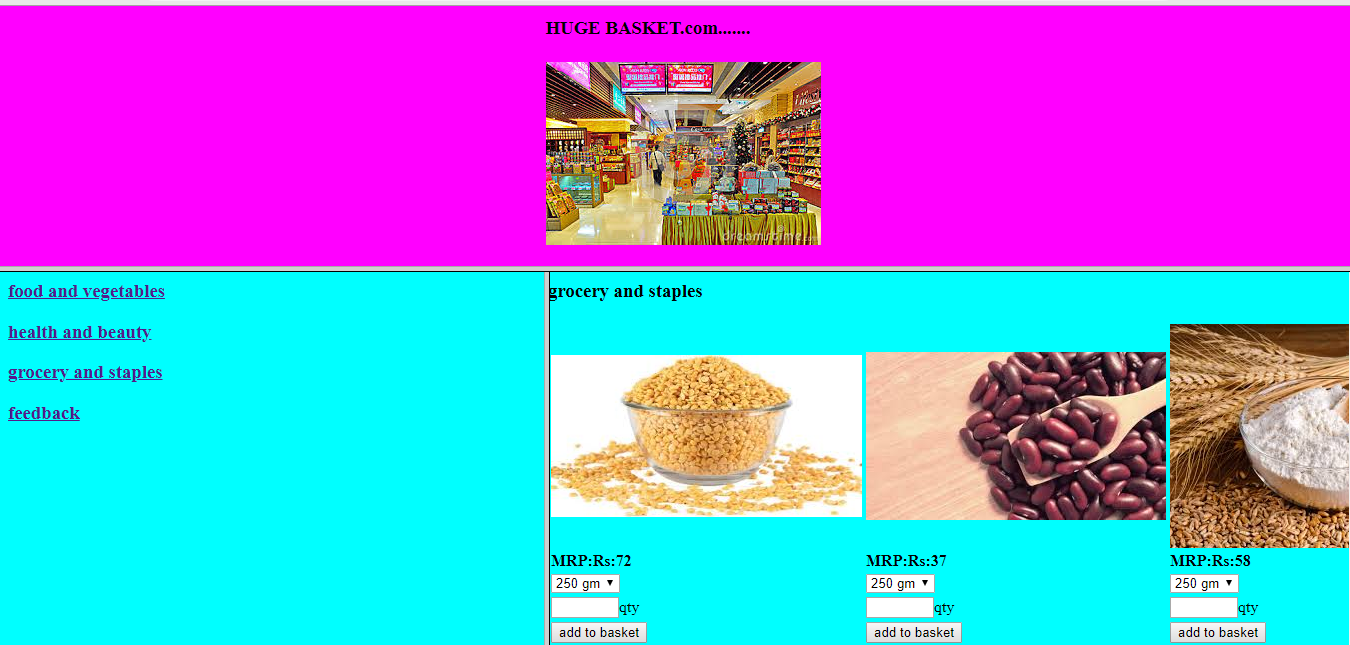 HUGE BASKET.com.......
dreamstime
food and vegetables
health and beauty
grocery and staples
feedback
grocery and staples
MRP:Rs:72 MRP:Rs:37 MRP:Rs:58
250 gm 250 gm 250 gm
qty qty qty
add to basket add to basket add to basket